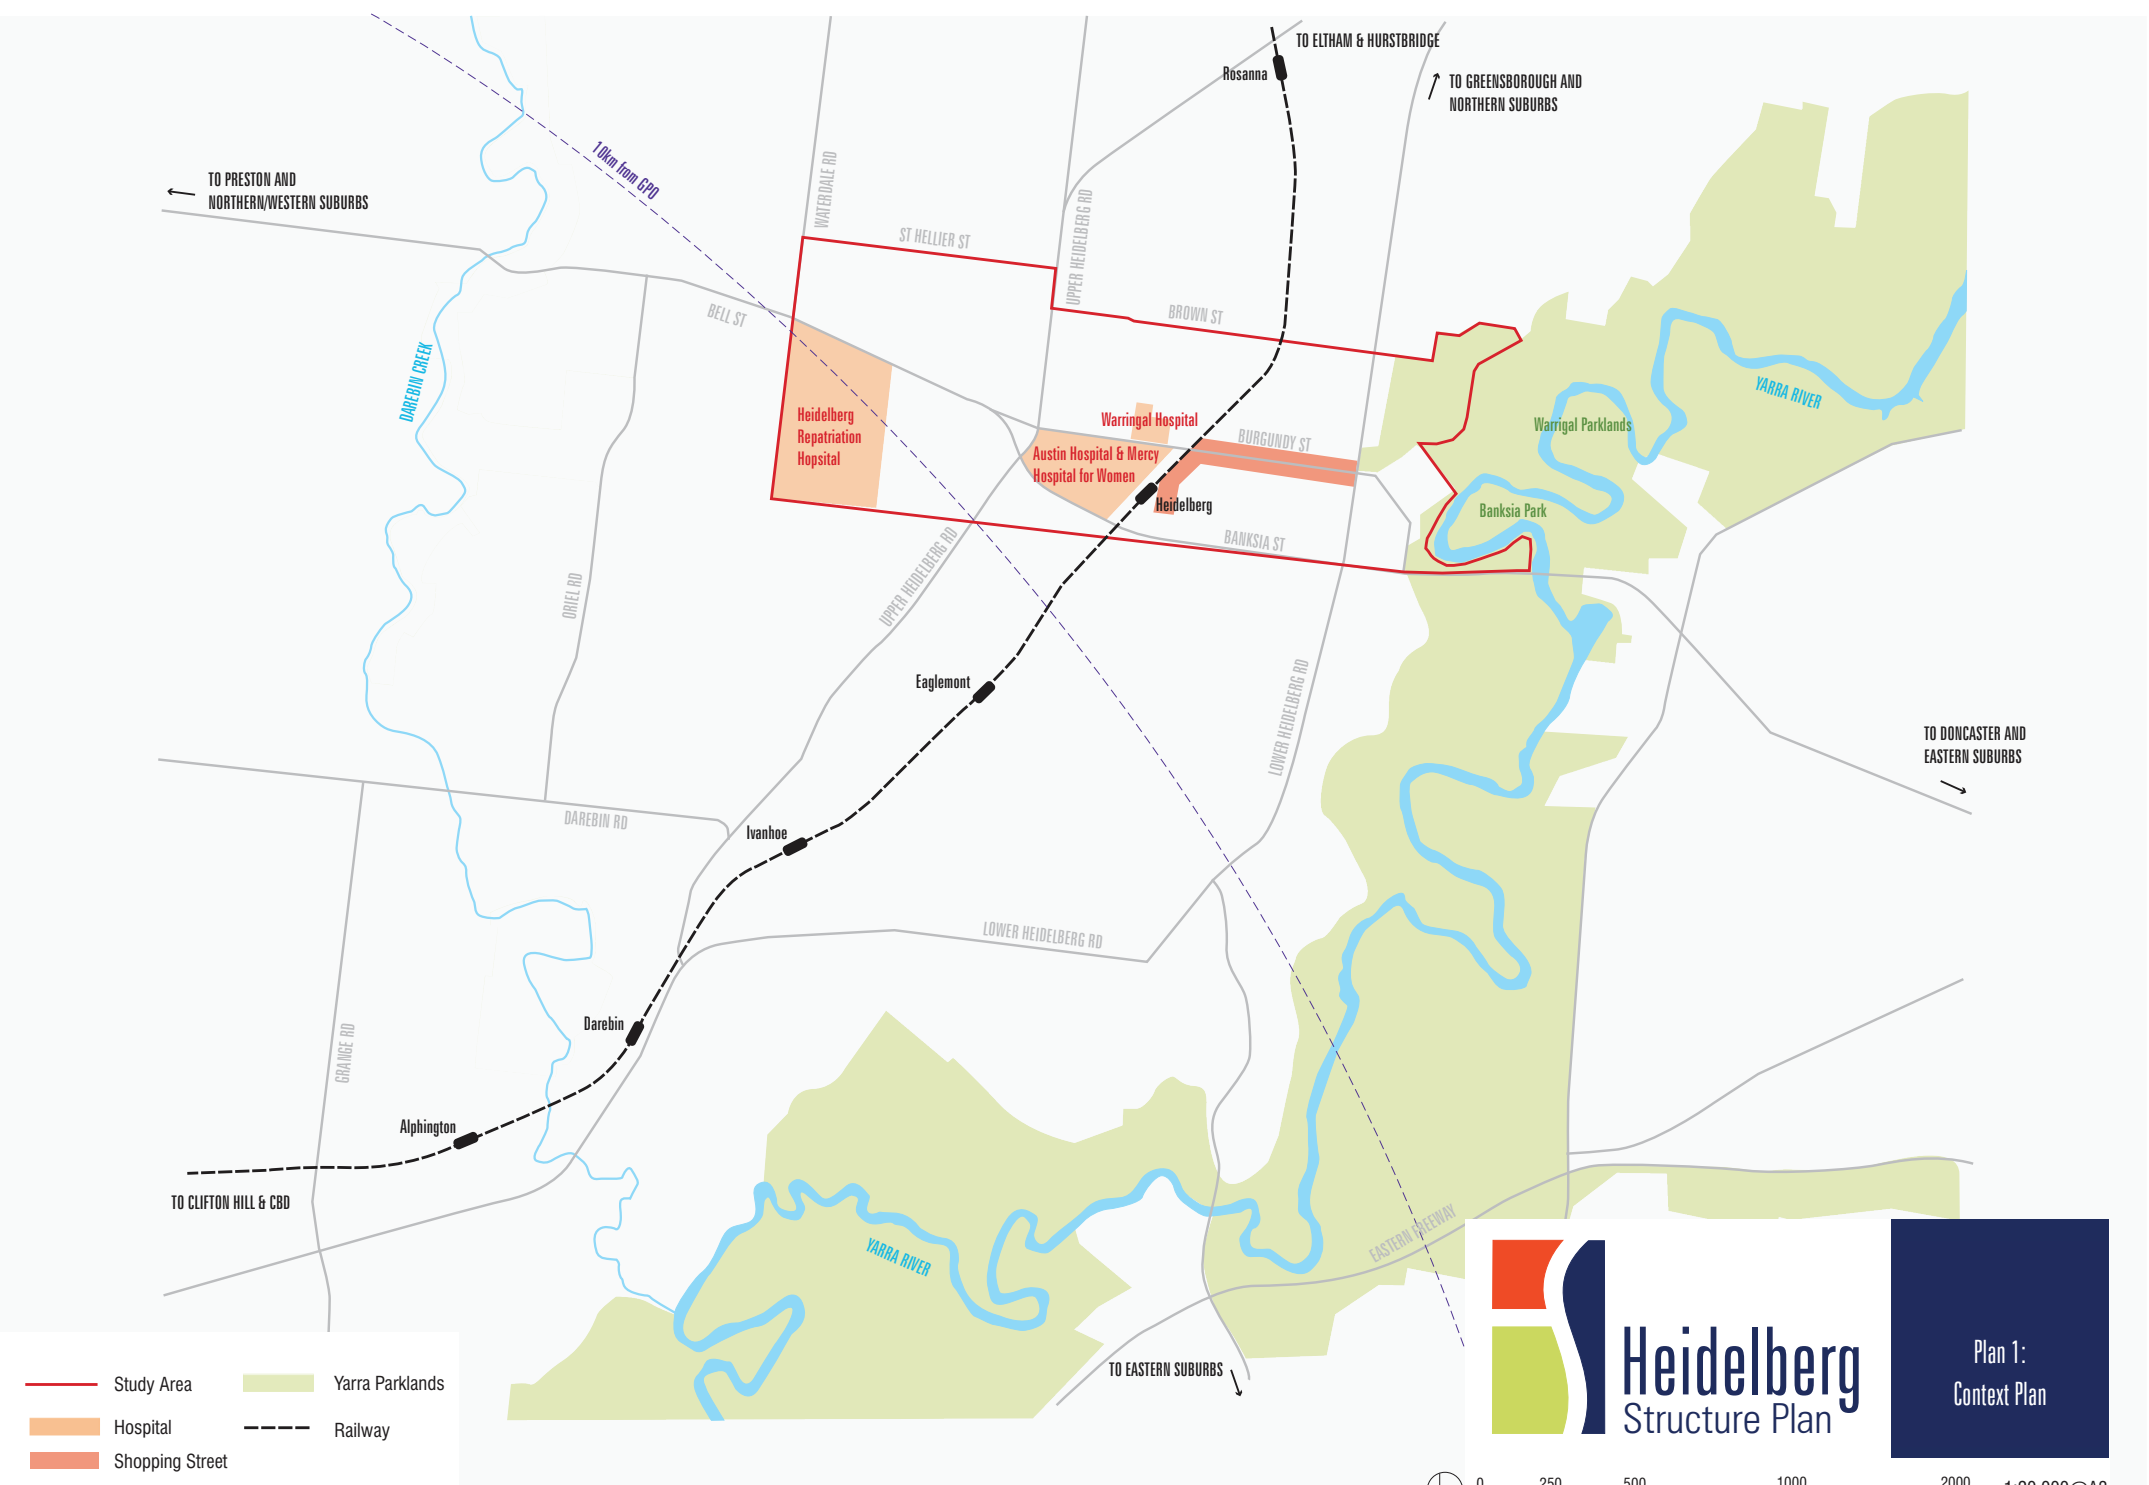 TO ELTHAM & HURSTBRIDGE
Rosanna
TO GREENSBOROUGH AND
NORTHERN SUBURBS
10km from GPO
TO PRESTON AND
NORTHERN/WESTERN SUBURBS
WATERDALE RD
UPPER HEIDELBERG RD
ST HELLIER ST
BELL ST
BROWN ST
DAREBIN CREEK
YARRA RIVER
Heidelberg
Repatriation
Hopsital
Warringal Hospital
Warrigal Parklands
BURGUNDY ST
Austin Hospital & Mercy
Hospital for Women
Heidelberg
Banksia Park
BANKSIA ST
UPPER HEIDELBERG RD
ORIEL RD
Eaglemont
LOWER HEIDELBERG RD
TO DONCASTER AND
EASTERN SUBURBS
DAREBIN RD
Ivanhoe
LOWER HEIDELBERG RD
Darebin
GRANGE RD
Alphington
TO CLIFTON HILL & CBD
YARRA RIVER
EASTERN FREEWAY
TO EASTERN SUBURBS
Study Area
Yarra Parklands
Hospital
Railway
Shopping Street
Heidelberg
Structure Plan
Plan 1:
Context Plan
0 250 500 1000 2000